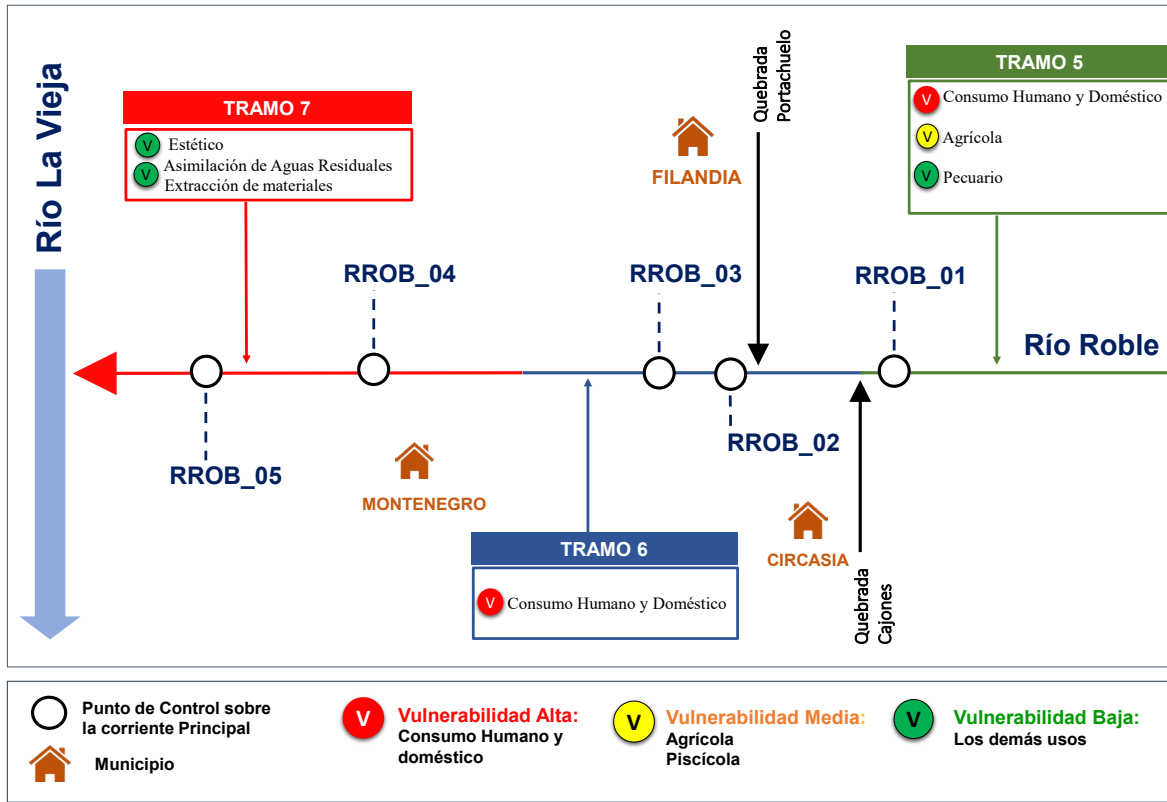 Río La Vieja
TRAMO 7
V Estético
V Asimilación de Aguas Residuales
Extracción de materiales
FILANDIA
Quebrada
Portachuelo
TRAMO 5
V Consumo Humano y Doméstico
V Agrícola
V Pecuario
RROB_04
RROB_03
RROB_01
Río Roble
RROB_05
RROB_02
MONTENEGRO
CIRCASIA
TRAMO 6
V Consumo Humano y Doméstico
Quebrada
Cajones
Punto de Control sobre
la corriente Principal
Municipio
V Vulnerabilidad Alta:
Consumo Humano y
doméstico
V Vulnerabilidad Media:
Agrícola
Piscícola
V Vulnerabilidad Baja:
Los demás usos